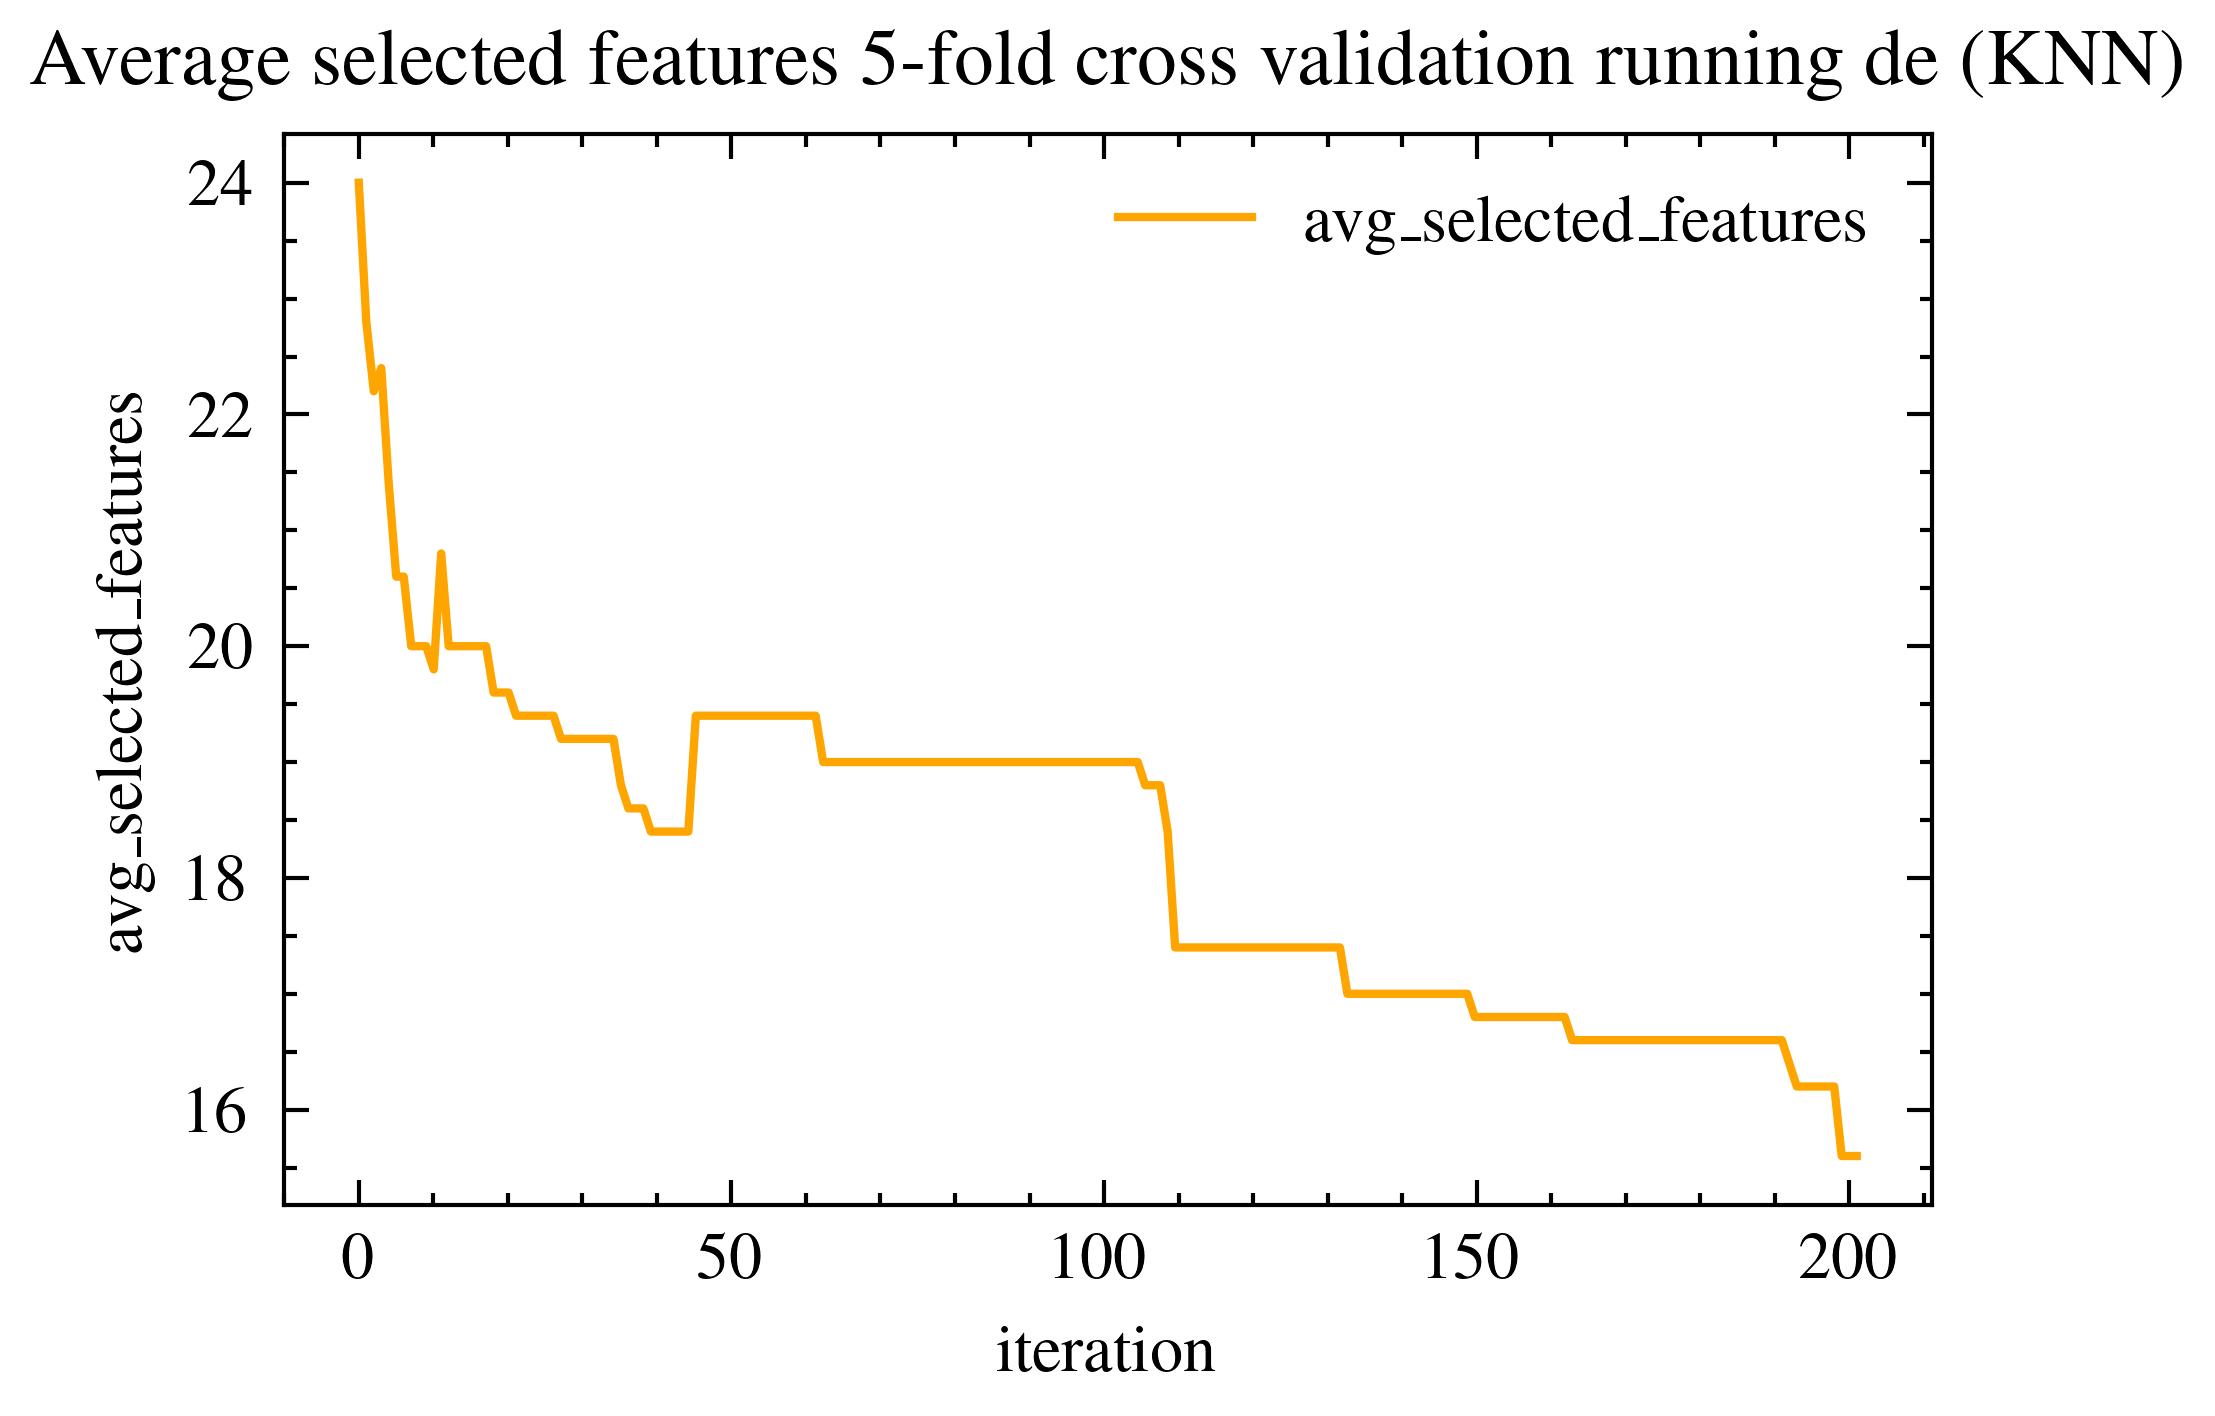 Average selected features 5-fold cross validation running de (KNN)
avg_selected_features
24
22
20
18
16
avg_selected_features
0 50 100 150 200
iteration